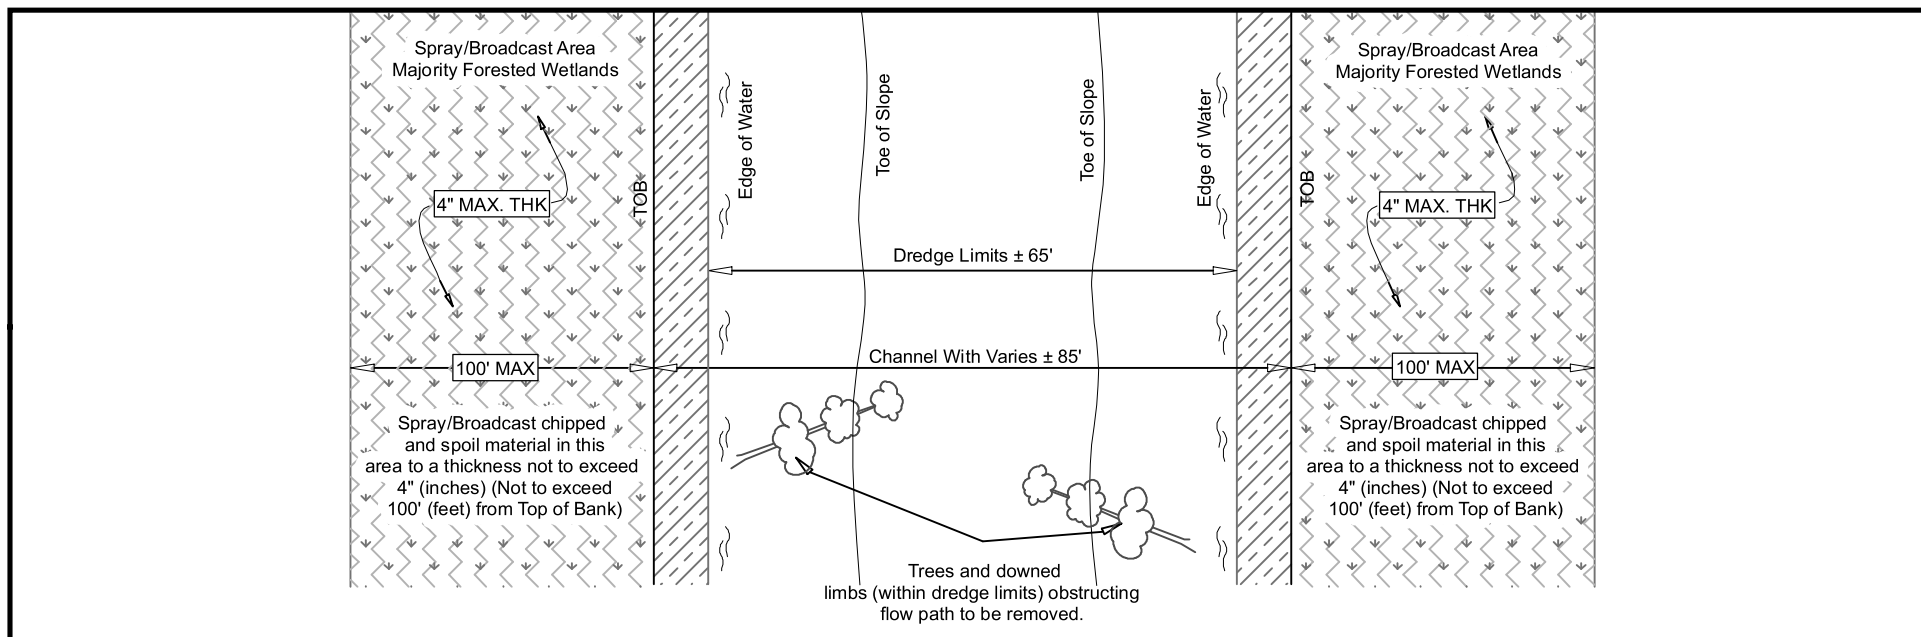 Spray/Broadcast Area
Majority Forested Wetlands
4" MAX. THK
TOB
Edge of Water
Toe of Slope
Toe of Slope
Edge of Water
TOB
Spray/Broadcast Area
Majority Forested Wetlands
4" MAX. THK
Dredge Limits ± 65'
100' MAX
Channel With Varies ± 85'
100' MAX
Spray/Broadcast chipped
and spoil material in this
area to a thickness not to exceed
4" (inches) (Not to exceed
100' (feet) from Top of Bank)
Trees and downed
limbs (within dredge limits) obstructing
flow path to be removed.
Spray/Broadcast chipped
and spoil material in this
area to a thickness not to exceed
4" (inches) (Not to exceed
100' (feet) from Top of Bank)